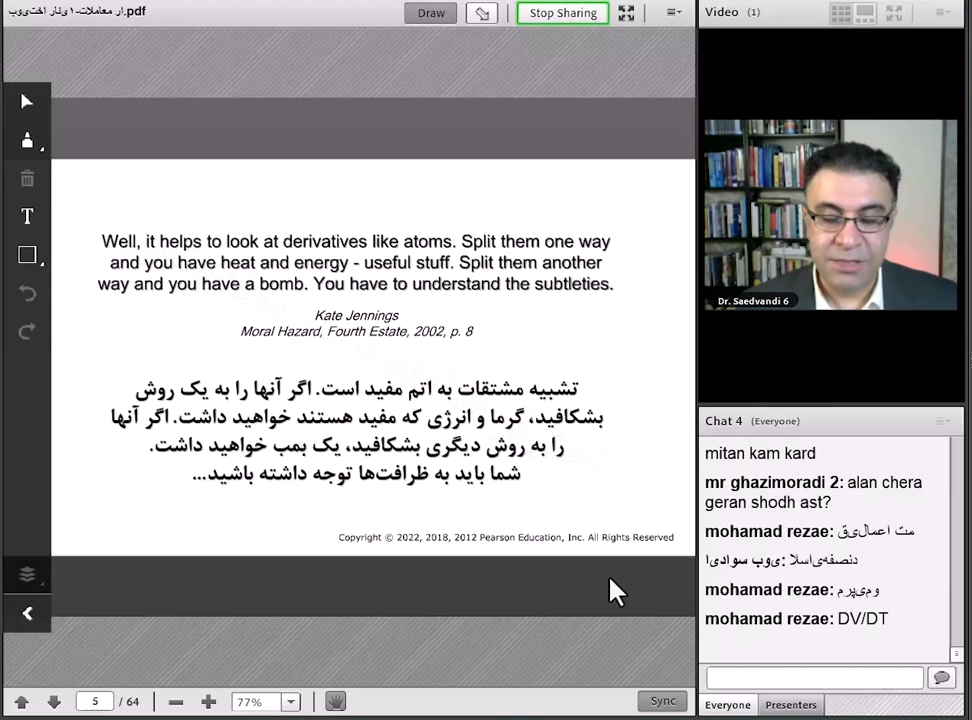 ار معاملات-۱ینار اخت‌یوب.pdf
Draw
Stop Sharing
Video (1)
T
Well, it helps to look at derivatives like atoms. Split them one way
and you have heat and energy - useful stuff. Split them another
way and you have a bomb. You have to understand the subtleties.
Kate Jennings
Moral Hazard, Fourth Estate, 2002, p. 8
تشبیه مشتقات به اتم مفید است. اگر آنها را به یک روش
بشکافید، گرما و انرژی که مفید هستند خواهید داشت. اگر آنها
را به روش دیگری بشکافید، یک بمب خواهید داشت.
شما باید به ظرافت‌ها توجه داشته باشید...
Copyright © 2022, 2018, 2012 Pearson Education, Inc. All Rights Reserved
5 / 64
77%
Sync
Dr. Saedvandi 6
Chat 4 (Everyone)
mitan kam kard
mr ghazimoradi 2: alan chera
geran shodh ast?
mohamad rezae:
mohamad rezae:
mohamad rezae: DV/DT
Everyone
Presenters